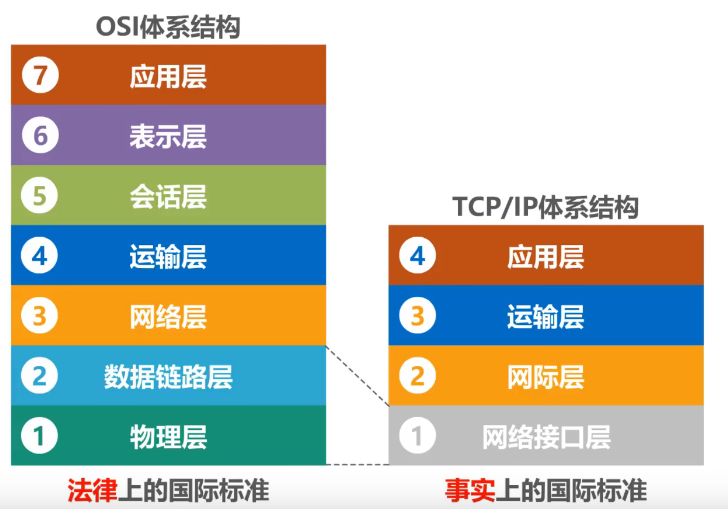 OSI体系结构
7 应用层
6 表示层
5 会话层
4 运输层
3 网络层
2 数据链路层
1 物理层
法律上的国际标准
TCP/IP体系结构
4 应用层
3 运输层
2 网际层
1 网络接口层
事实上的国际标准